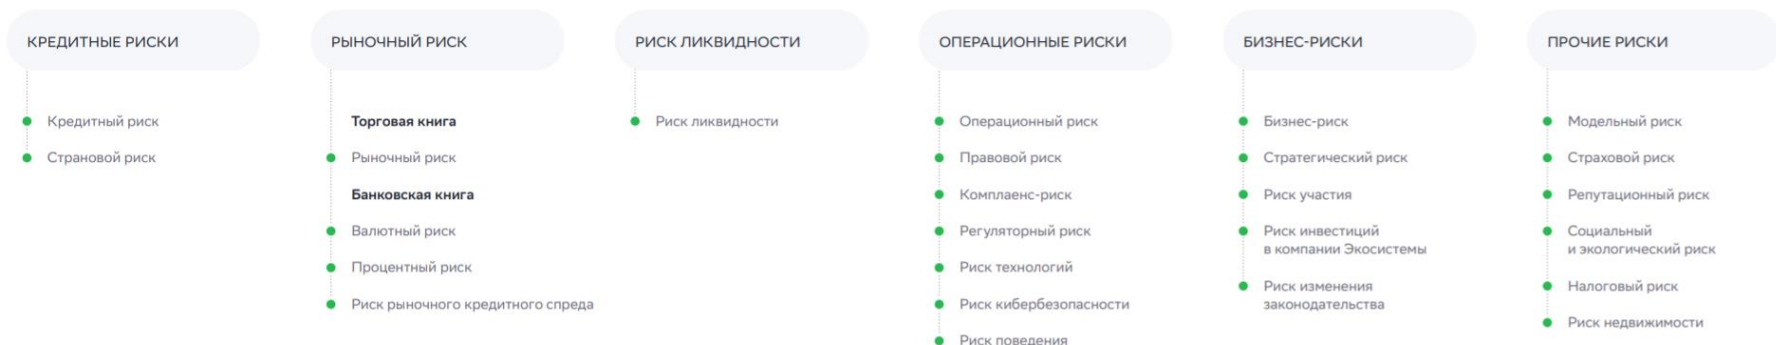 КРЕДИТНЫЕ РИСКИ
Кредитный риск
Страновой риск
РЫНОЧНЫЙ РИСК
Торговая книга
Рыночный риск
Банковская книга
Валютный риск
Процентный риск
Риск рыночного кредитного спреда
РИСК ЛИКВИДНОСТИ
Риск ликвидности
ОПЕРАЦИОННЫЕ РИСКИ
Операционный риск
Правовой риск
Комплаенс-риск
Регуляторный риск
Риск технологий
Риск кибербезопасности
Риск поведения
БИЗНЕС-РИСКИ
Бизнес-риск
Стратегический риск
Риск участия
Риск инвестиций
в компании Экосистемы
Риск изменения
законодательства
ПРОЧИЕ РИСКИ
Модельный риск
Страховой риск
Репутационный риск
Социальный
и экологический риск
Налоговый риск
Риск недвижимости